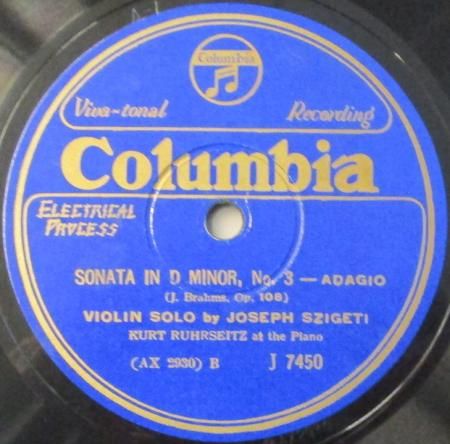 A-1
Columbia
Viva-tonal Recording
Columbia
ELECTRICAL
PROCESS
SONATA IN D MINOR, No. 3 — ADAGIO
(J. Brahms, Op. 108)
VIOLIN SOLO by JOSEPH SZIGETI
KURT RUHRSEITZ at the Piano
(AX 2930) B J 7450